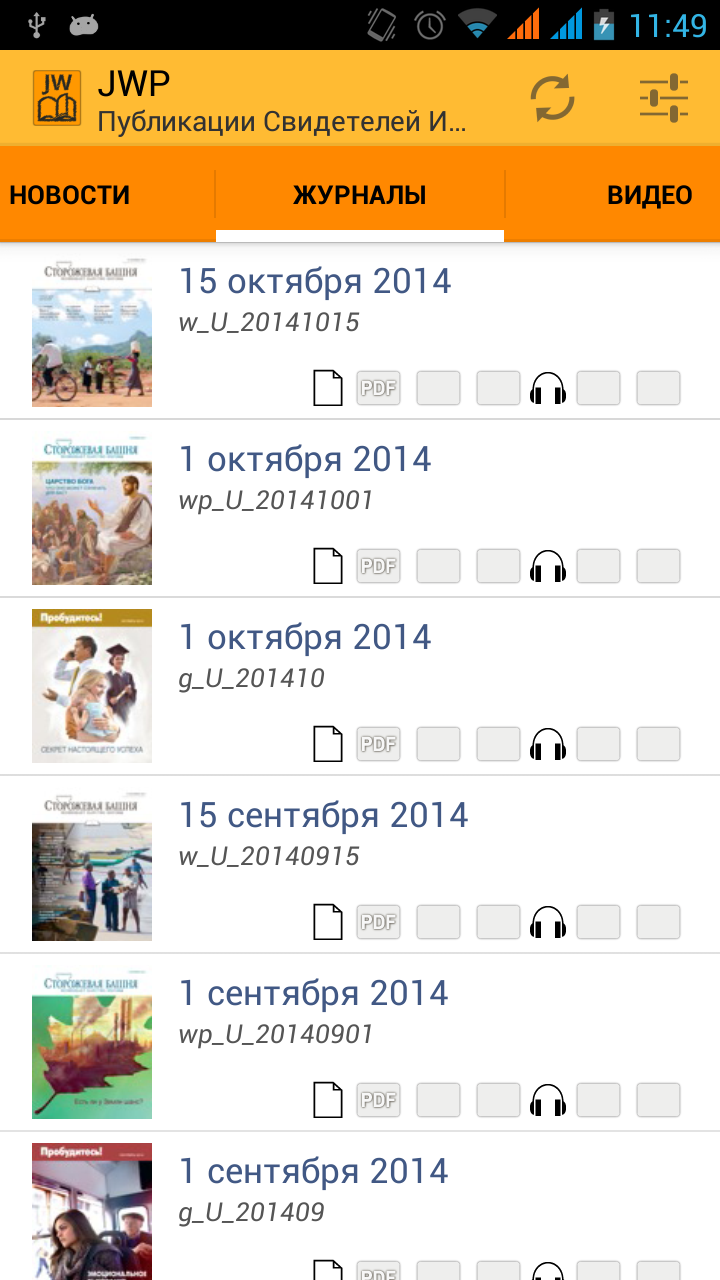 11:49
JW
JWP
Публикации Свидетелей И...
НОВОСТИ
ЖУРНАЛЫ
ВИДЕО
СТОРОЖЕВАЯ БАШНЯ
15 октября 2014
w_U_20141015
PDF
СТОРОЖЕВАЯ БАШНЯ
ЦАРСТВО БОГА
1 октября 2014
wp_U_20141001
PDF
Пробудитесь!
СЕКРЕТ НАСТОЯЩЕГО УСПЕХА
1 октября 2014
g_U_201410
PDF
СТОРОЖЕВАЯ БАШНЯ
15 сентября 2014
w_U_20140915
PDF
СТОРОЖЕВАЯ БАШНЯ
Есть ли у Земли шанс?
1 сентября 2014
wp_U_20140901
PDF
Пробудитесь!
ЭМОЦИОНАЛЬНОЕ
1 сентября 2014
g_U_201409
PDF